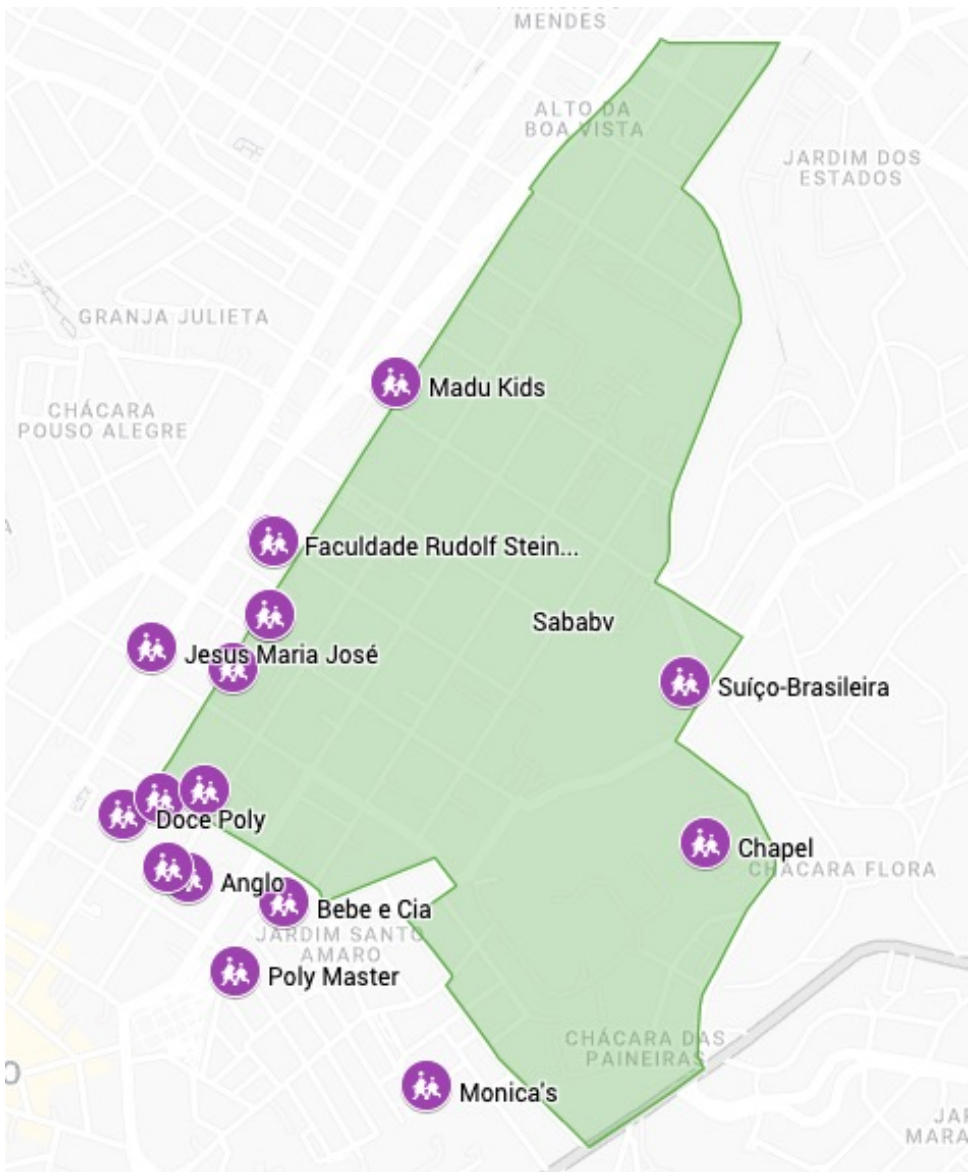 MENDES
ALTO DA
BOA VISTA
JARDIM DOS
ESTADOS
GRANJA JULIETA
Madu Kids
CHÁCARA
POUSO ALEGRE
Faculdade Rudolf Stein...
Sababv
Jesus Maria José
Suíço-Brasileira
Doce Poly
Chapel
CHÁCARA FLORA
Anglo
Bebe e Cia
JARDIM SANTO
AMARO
Poly Master
CHÁCARA DAS
PAINEIRAS
Monica's
O
JAR
MARA